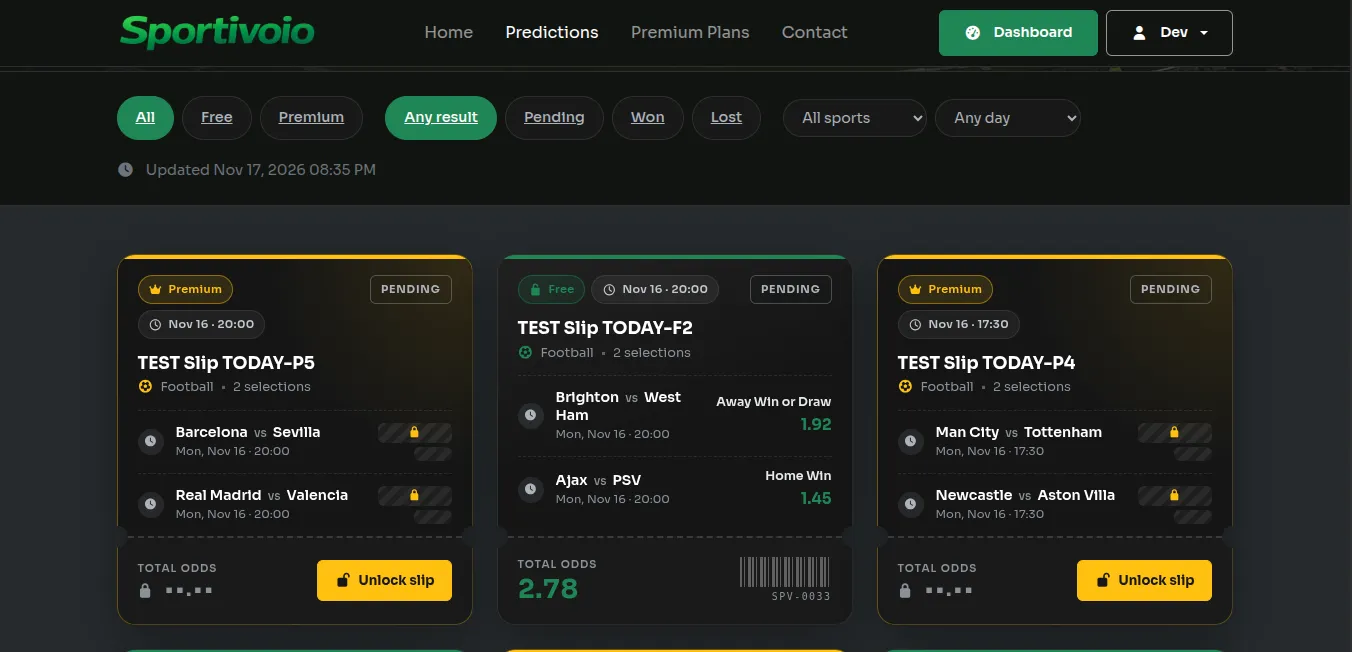 Sportivoio
Home
Predictions
Premium Plans
Contact
Dashboard
Dev
All
Free
Premium
Any result
Pending
Won
Lost
All sports
Any day
Updated Nov 17, 2026 08:35 PM
Premium
PENDING
Nov 16 · 20:00
TEST Slip TODAY-P5
Football • 2 selections
Barcelona vs Sevilla
Mon, Nov 16 · 20:00
Real Madrid vs Valencia
Mon, Nov 16 · 20:00
TOTAL ODDS
Unlock slip
Free
Nov 16 · 20:00
PENDING
TEST Slip TODAY-F2
Football • 2 selections
Brighton vs West
Ham
Mon, Nov 16 · 20:00
Away Win or Draw
1.92
Ajax vs PSV
Mon, Nov 16 · 20:00
Home Win
1.45
TOTAL ODDS
2.78
SPV-0033
Premium
PENDING
Nov 16 · 17:30
TEST Slip TODAY-P4
Football • 2 selections
Man City vs Tottenham
Mon, Nov 16 · 17:30
Newcastle vs Aston Villa
Mon, Nov 16 · 17:30
TOTAL ODDS
Unlock slip